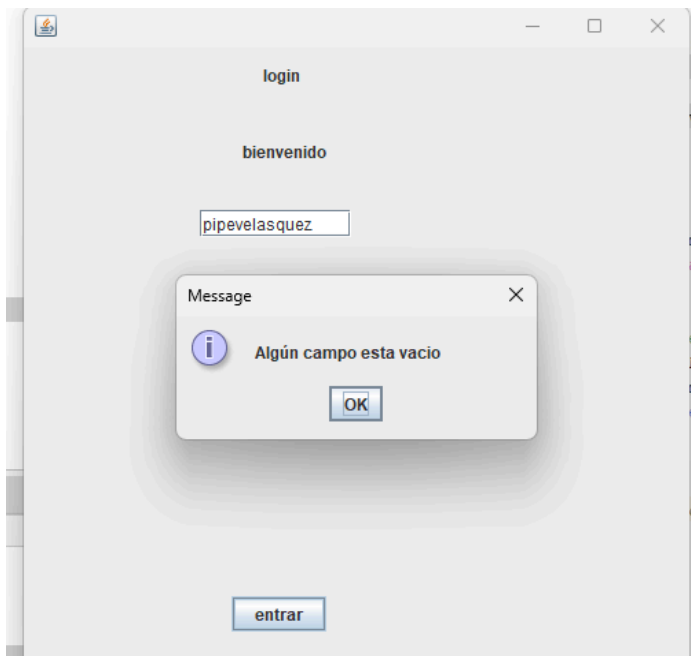 login
bienvenido
pipevelasquez
Message
Algún campo esta vacio
OK
entrar